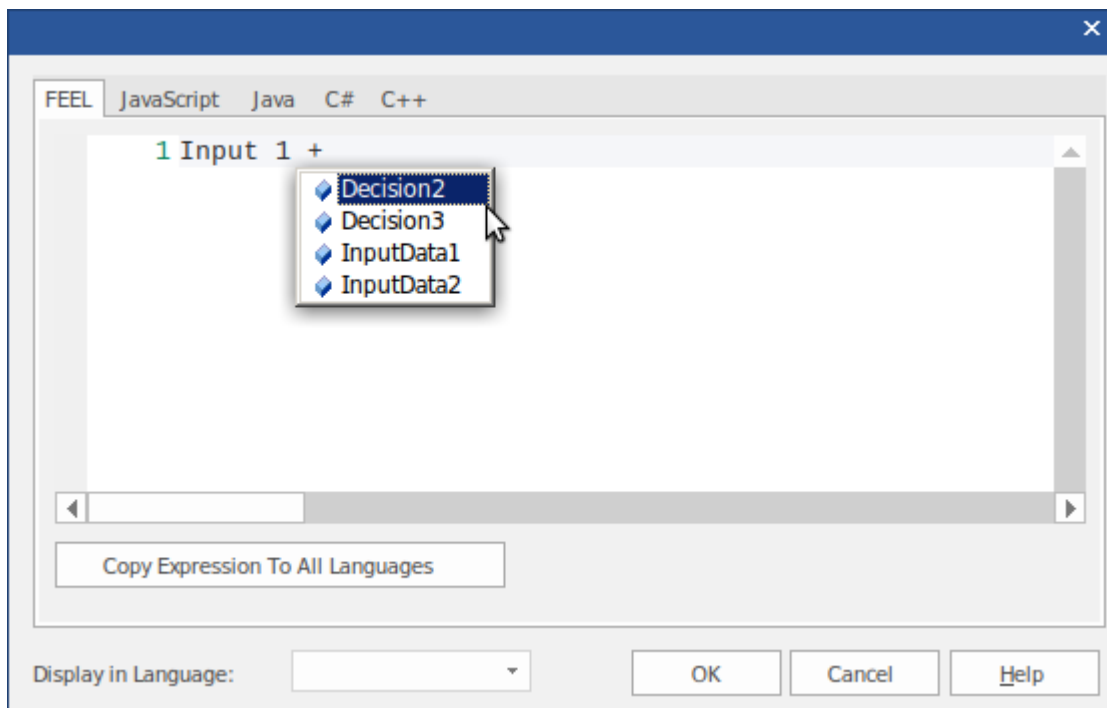 FEEL JavaScript Java C# C++
1 Input 1 +
Decision2
Decision3
InputData1
InputData2
Copy Expression To All Languages
Display in Language: OK Cancel Help